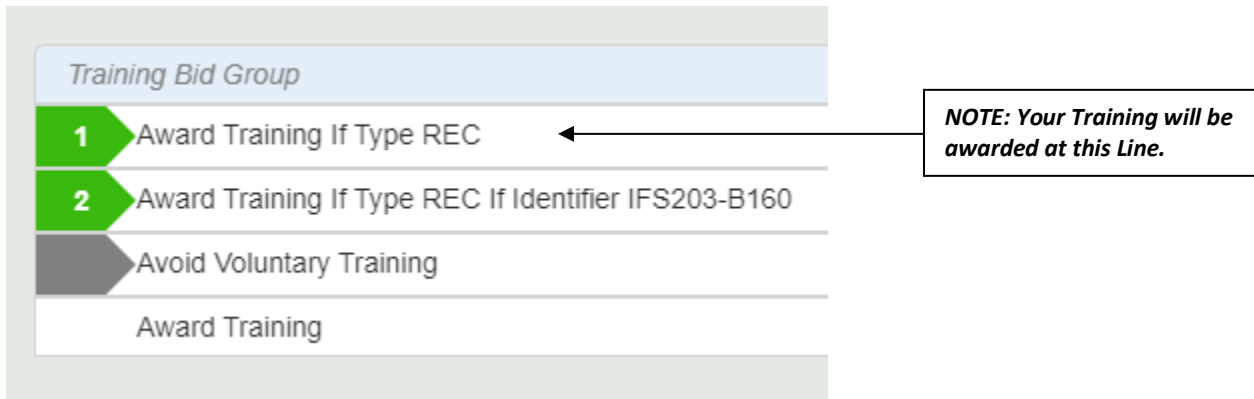 Training Bid Group
1 Award Training If Type REC
NOTE: Your Training will be
awarded at this Line.
2 Award Training If Type REC If Identifier IFS203-B160
Avoid Voluntary Training
Award Training